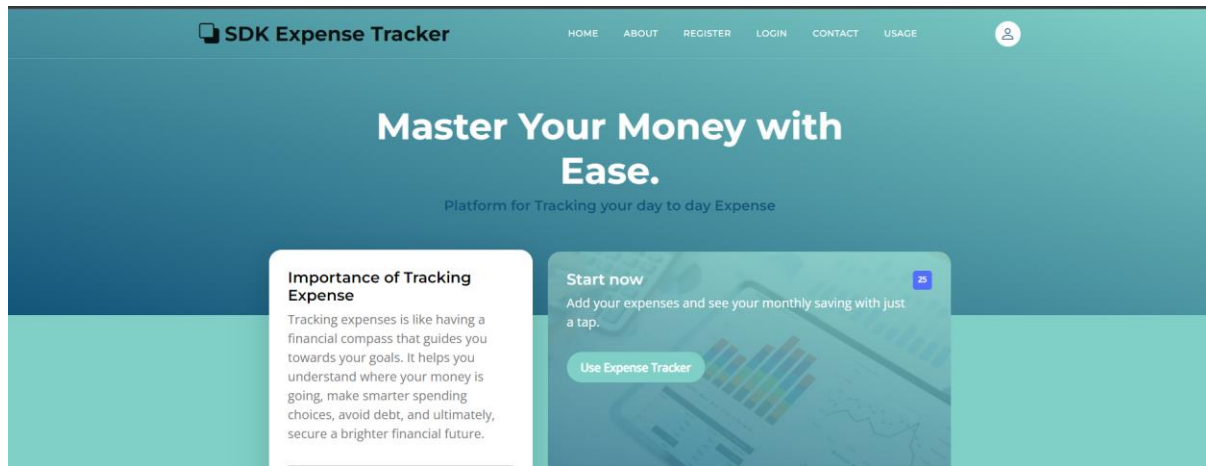 SDK Expense Tracker
HOME ABOUT REGISTER LOGIN CONTACT USAGE
Master Your Money with
Ease.
Platform for Tracking your day to day Expense
Importance of Tracking
Expense
Tracking expenses is like having a
financial compass that guides you
towards your goals. It helps you
understand where your money is
going, make smarter spending
choices, avoid debt, and ultimately,
secure a brighter financial future.
Start now
25
Add your expenses and see your monthly saving with just
a tap.
Use Expense Tracker